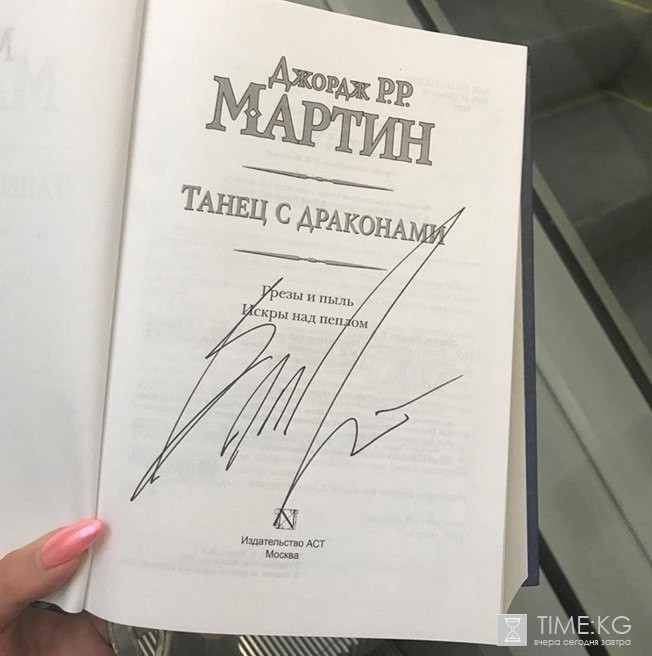 Джордж Р.Р.
МАРТИН
ТАНЕЦ С ДРАКОНАМИ
Грезы и пыль
Искры над пеплом
Издательство АСТ
Москва
TIME:KG
вчера сегодня завтра